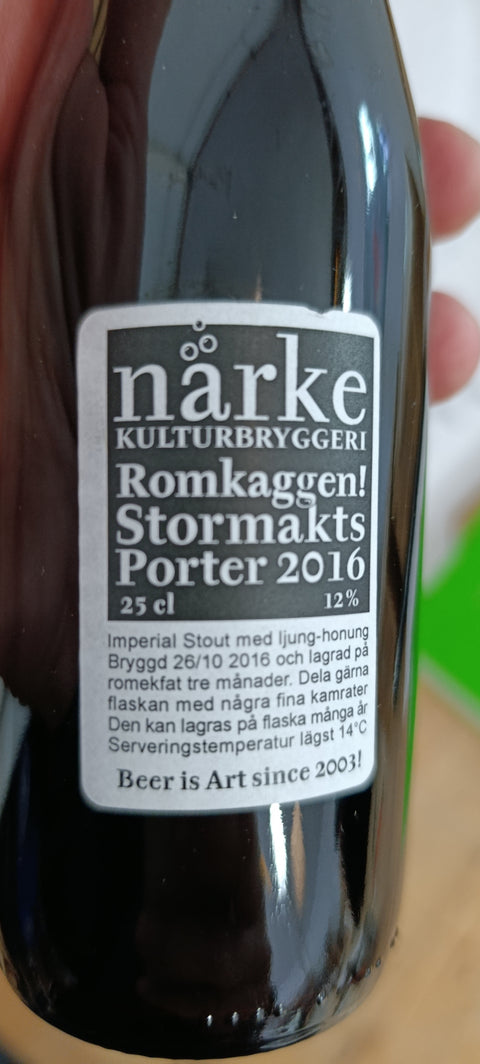 närke
KULTURBRYGGERI
Romkaggen!
Stormakts
Porter 2016
25 cl 12%
Imperial Stout med ljung-honung
Bryggd 26/10 2016 och lagrad på
romekfat tre månader. Dela gärna
flaskan med några fina kamrater
Den kan lagras på flaska många år
Serveringstemperatur lägst 14°C
Beer is Art since 2003!